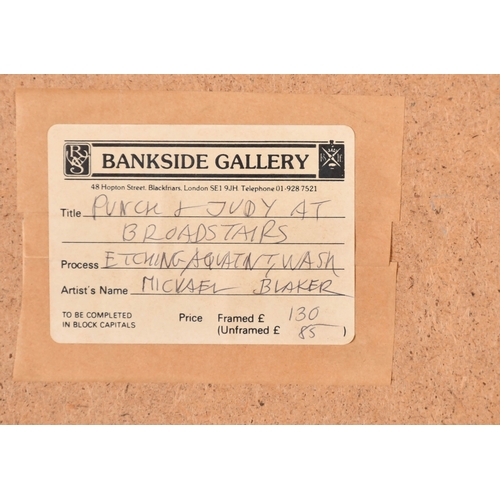 RWS
BANKSIDE GALLERY
48 Hopton Street, Blackfriars, London SE1 9JH Telephone 01-928 7521
Title PUNCH & JUDY AT
BROADSTAIRS
Process ETCHING, AQUATINT, WASH
Artist's Name MICHAEL BLAKER
TO BE COMPLETED Price Framed £ 130
IN BLOCK CAPITALS (Unframed £ 85 )